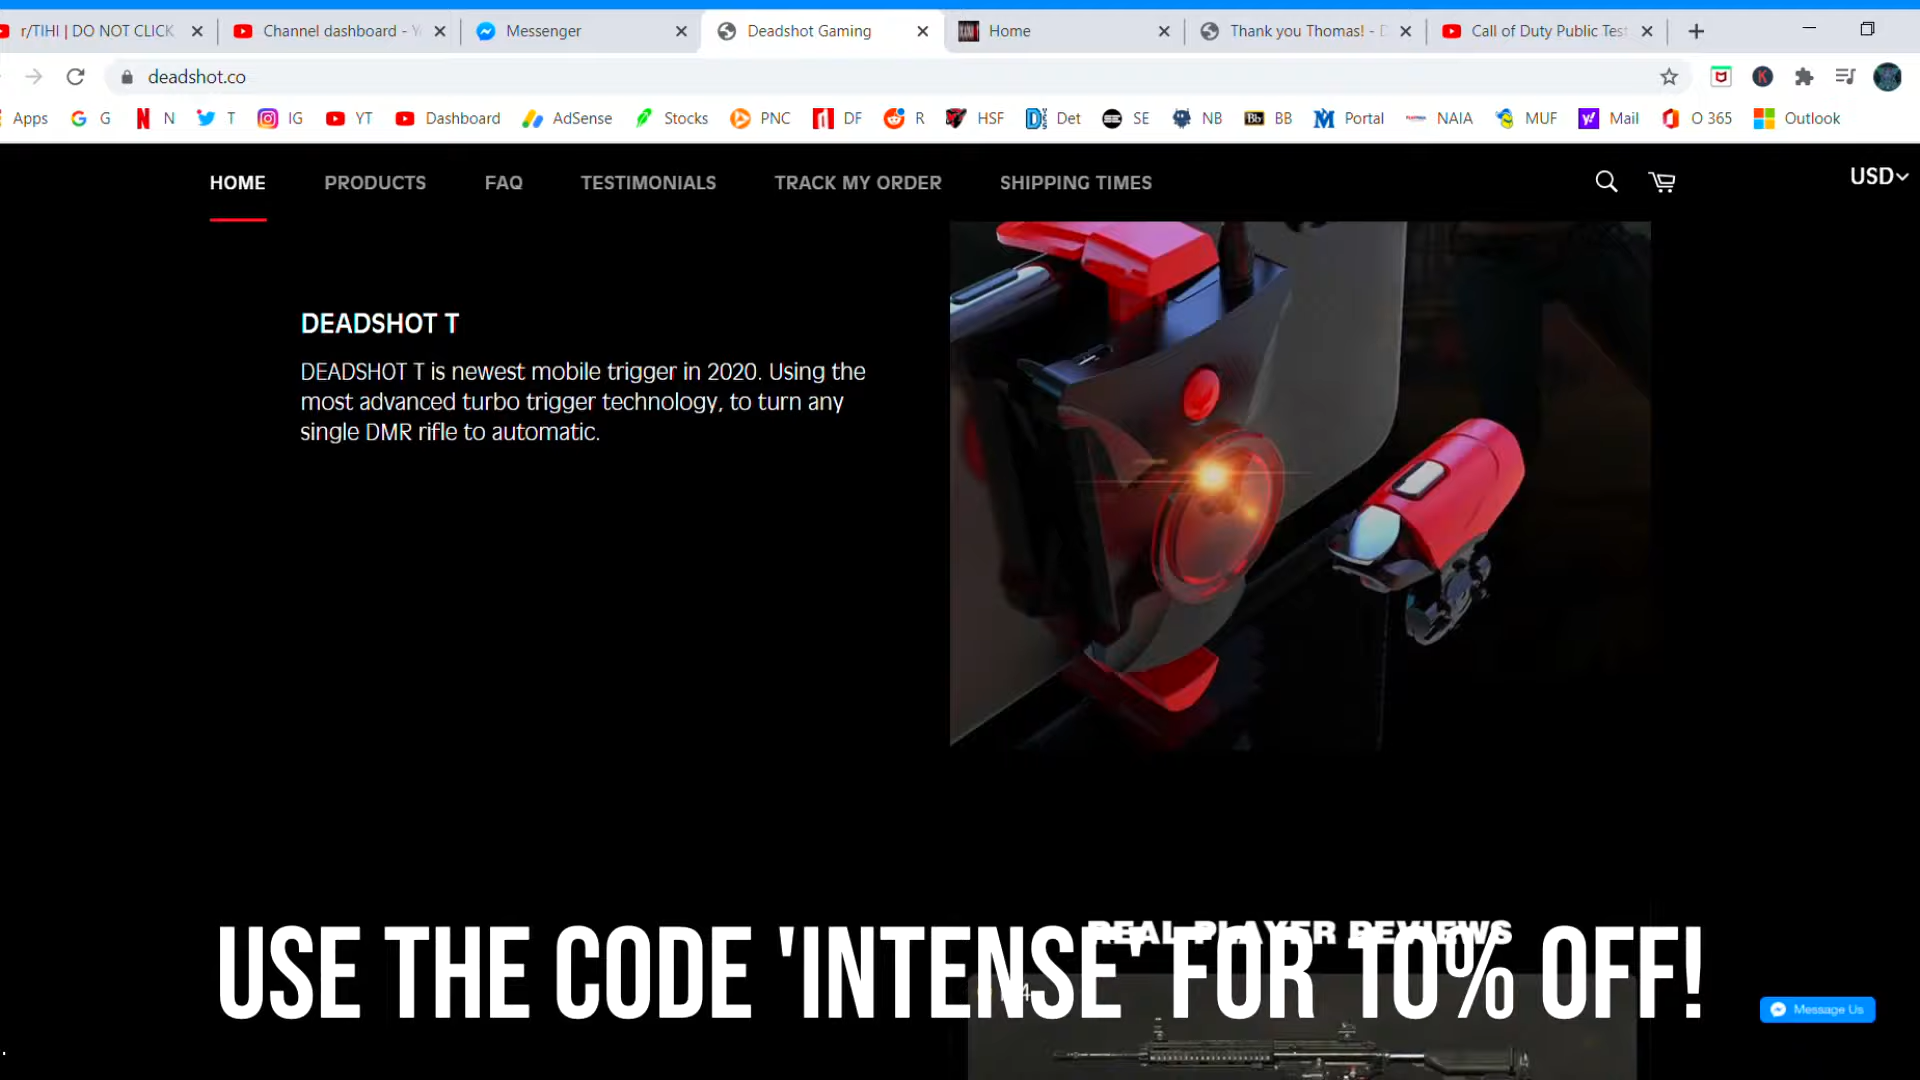 r/TIHI | DO NOT CLICK
Channel dashboard - Y
Messenger
Deadshot Gaming
Home
Thank you Thomas! - D
Call of Duty Public Test
deadshot.co
Apps
G
N
T
IG
YT
Dashboard
AdSense
Stocks
PNC
DF
R
HSF
Det
SE
NB
Bb BB
Portal
NAIA
MUF
Mail
O 365
Outlook
HOME
PRODUCTS
FAQ
TESTIMONIALS
TRACK MY ORDER
SHIPPING TIMES
USD
DEADSHOT T
DEADSHOT T is newest mobile trigger in 2020. Using the
most advanced turbo trigger technology, to turn any
single DMR rifle to automatic.
REAL PLAYER REVIEWS
USE THE CODE 'INTENSE' FOR 10% OFF!
Message Us